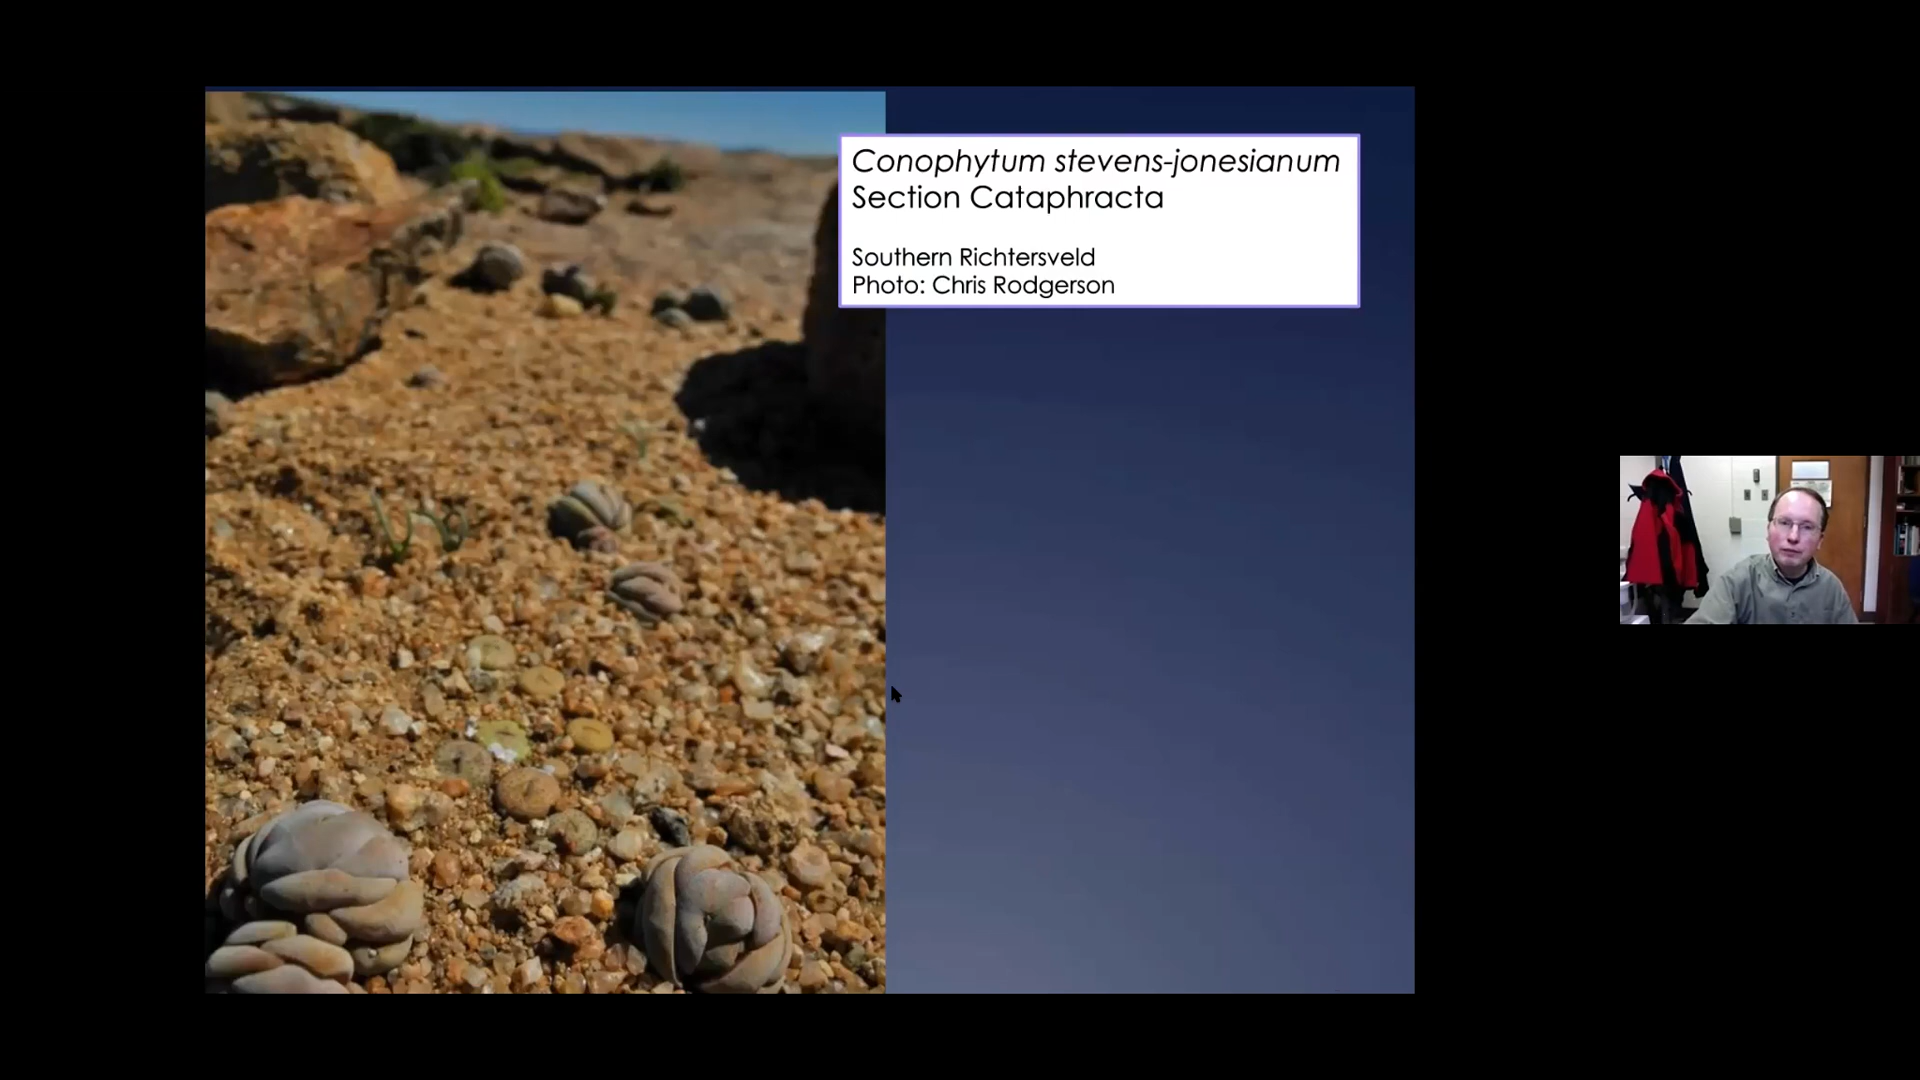 Conophytum stevens-jonesianum
Section Cataphracta
Southern Richtersveld
Photo: Chris Rodgerson